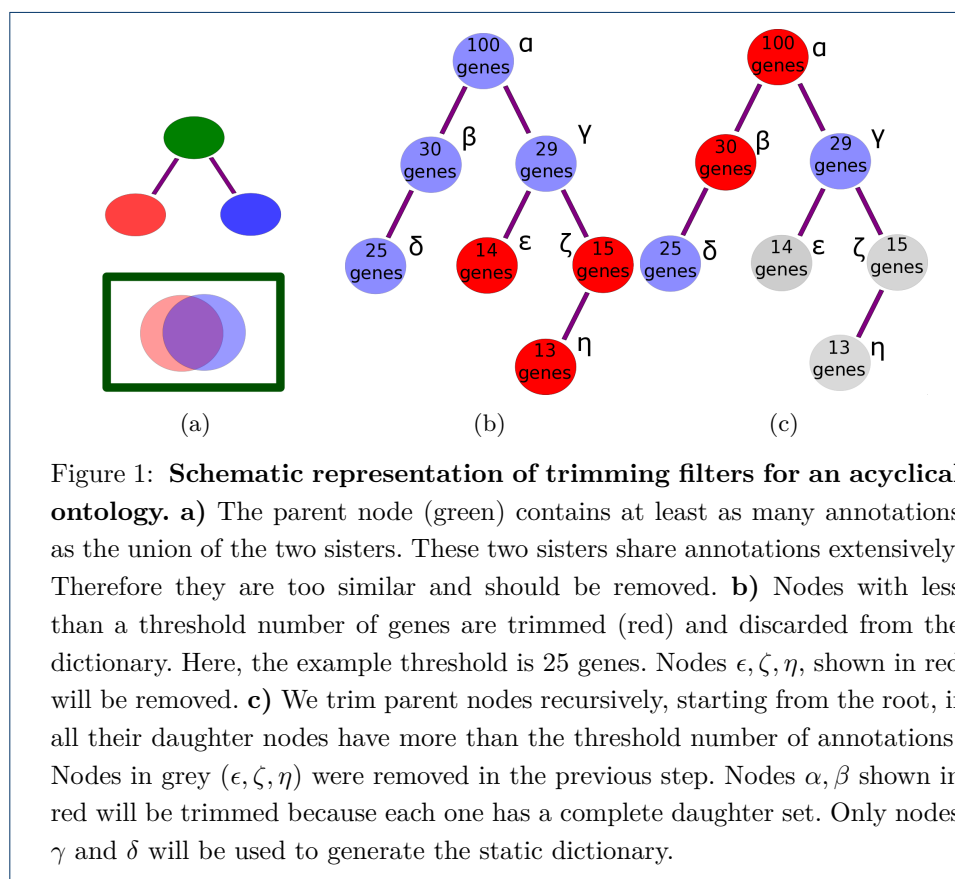 100
genes
α
30
genes
β
29
genes
γ
25
genes
δ
14
genes
ε
15
genes
ζ
13
genes
η
100
genes
α
30
genes
β
29
genes
γ
25
genes
δ
14
genes
ε
15
genes
ζ
13
genes
η
(a)
(b)
(c)
Figure 1: Schematic representation of trimming filters for an acyclical
ontology. a) The parent node (green) contains at least as many annotations
as the union of the two sisters. These two sisters share annotations extensively
Therefore they are too similar and should be removed. b) Nodes with less
than a threshold number of genes are trimmed (red) and discarded from the
dictionary. Here, the example threshold is 25 genes. Nodes ϵ, ζ, η, shown in red
will be removed. c) We trim parent nodes recursively, starting from the root, i
all their daughter nodes have more than the threshold number of annotations
Nodes in grey (ϵ, ζ, η) were removed in the previous step. Nodes α, β shown in
red will be trimmed because each one has a complete daughter set. Only nodes
γ and δ will be used to generate the static dictionary.